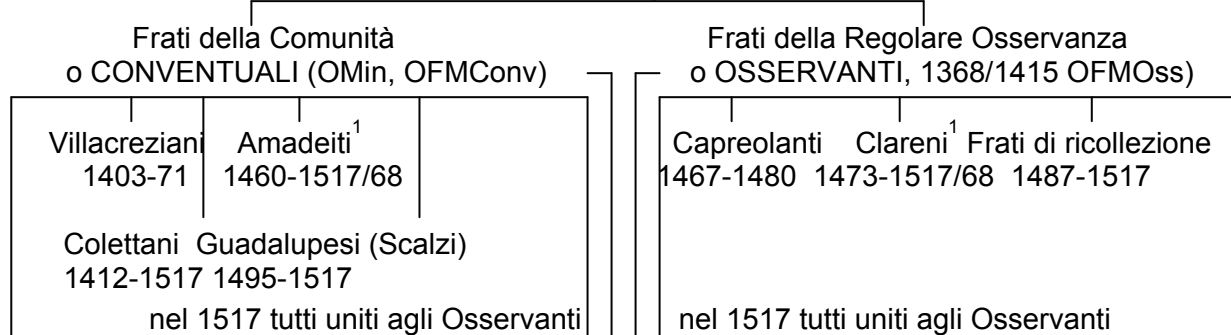 Frati della Comunità
o CONVENTUALI (OMin, OFMConv)
Villacreziani Amadeiti¹
1403-71 1460-1517/68
Colettani Guadalupesi (Scalzi)
1412-1517 1495-1517
nel 1517 tutti uniti agli Osservanti
Frati della Regolare Osservanza
o OSSERVANTI, 1368/1415 OFMOss)
Capreolanti Clareni¹ Frati di ricollezione
1467-1480 1473-1517/68 1487-1517
nel 1517 tutti uniti agli Osservanti